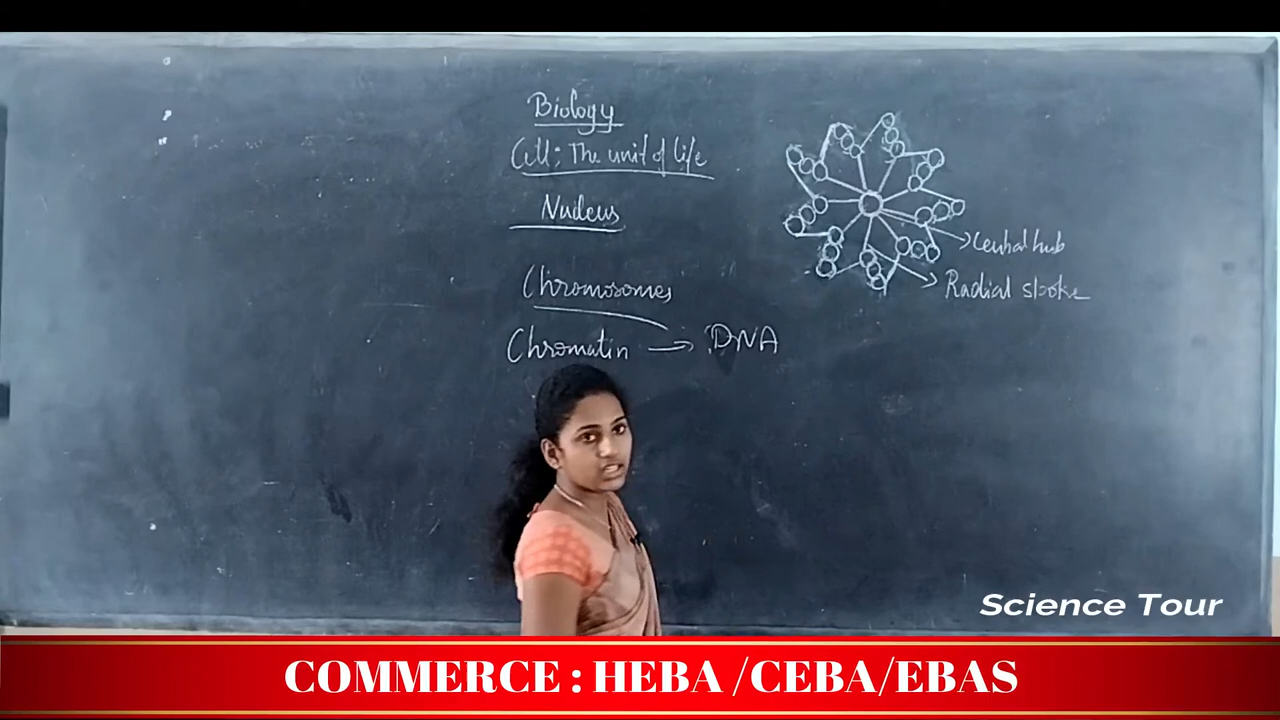 Biology
Cell; The unit of life
Nucleus
Chromosomes
Chromatin → DNA
Central hub
Radial spoke
Science Tour
COMMERCE : HEBA /CEBA/EBAS